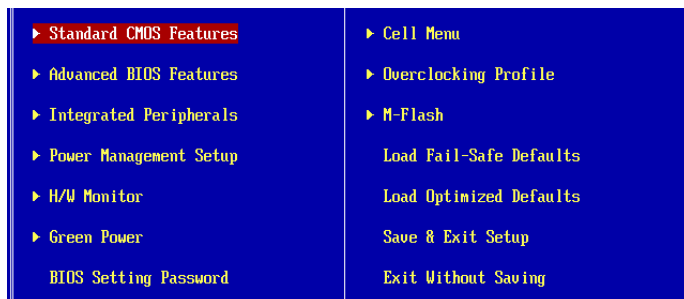 Standard CMOS Features
Advanced BIOS Features
Integrated Peripherals
Power Management Setup
H/W Monitor
Green Power
BIOS Setting Password
Cell Menu
Overclocking Profile
M-Flash
Load Fail-Safe Defaults
Load Optimized Defaults
Save & Exit Setup
Exit Without Saving